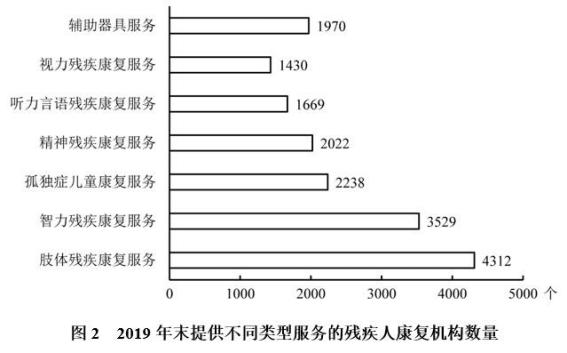 辅助器具服务 1970
视力残疾康复服务 1430
听力言语残疾康复服务 1669
精神残疾康复服务 2022
孤独症儿童康复服务 2238
智力残疾康复服务 3529
肢体残疾康复服务 4312
0 1000 2000 3000 4000 5000 个
图2 2019年末提供不同类型服务的残疾人康复机构数量